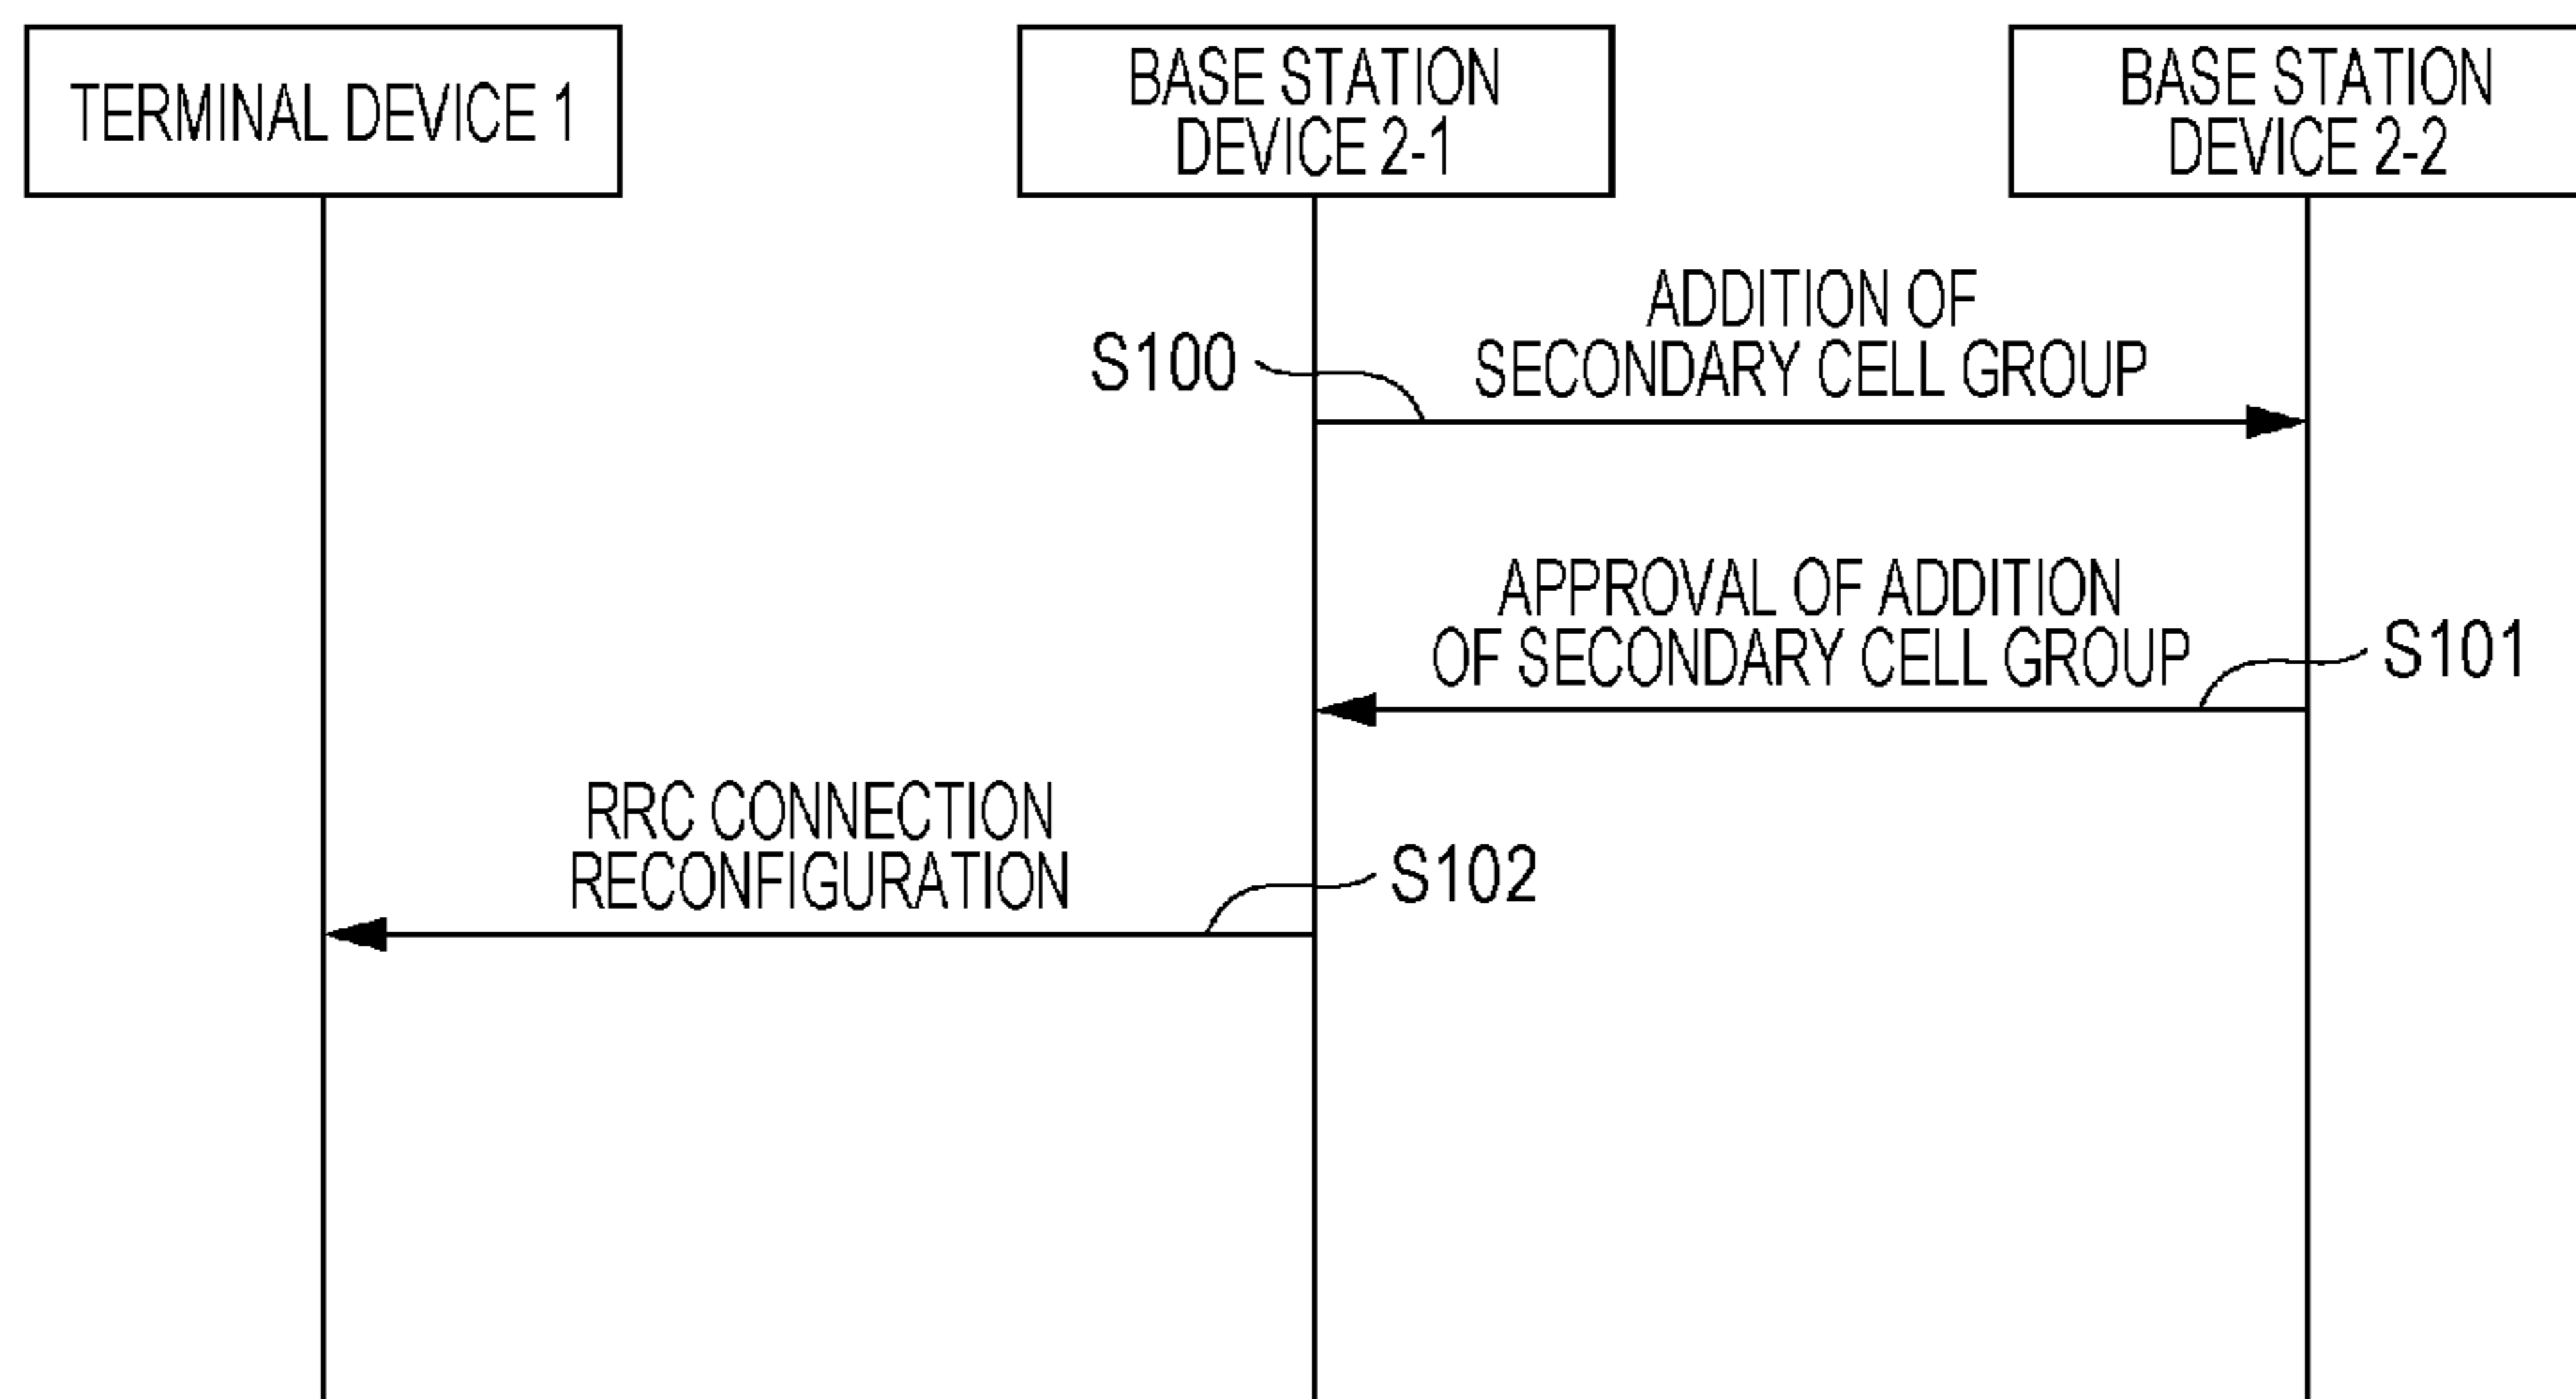 TERMINAL DEVICE 1
BASE STATION
DEVICE 2-1
BASE STATION
DEVICE 2-2
ADDITION OF
SECONDARY CELL GROUP
S100
APPROVAL OF ADDITION
OF SECONDARY CELL GROUP
S101
RRC CONNECTION
RECONFIGURATION
S102